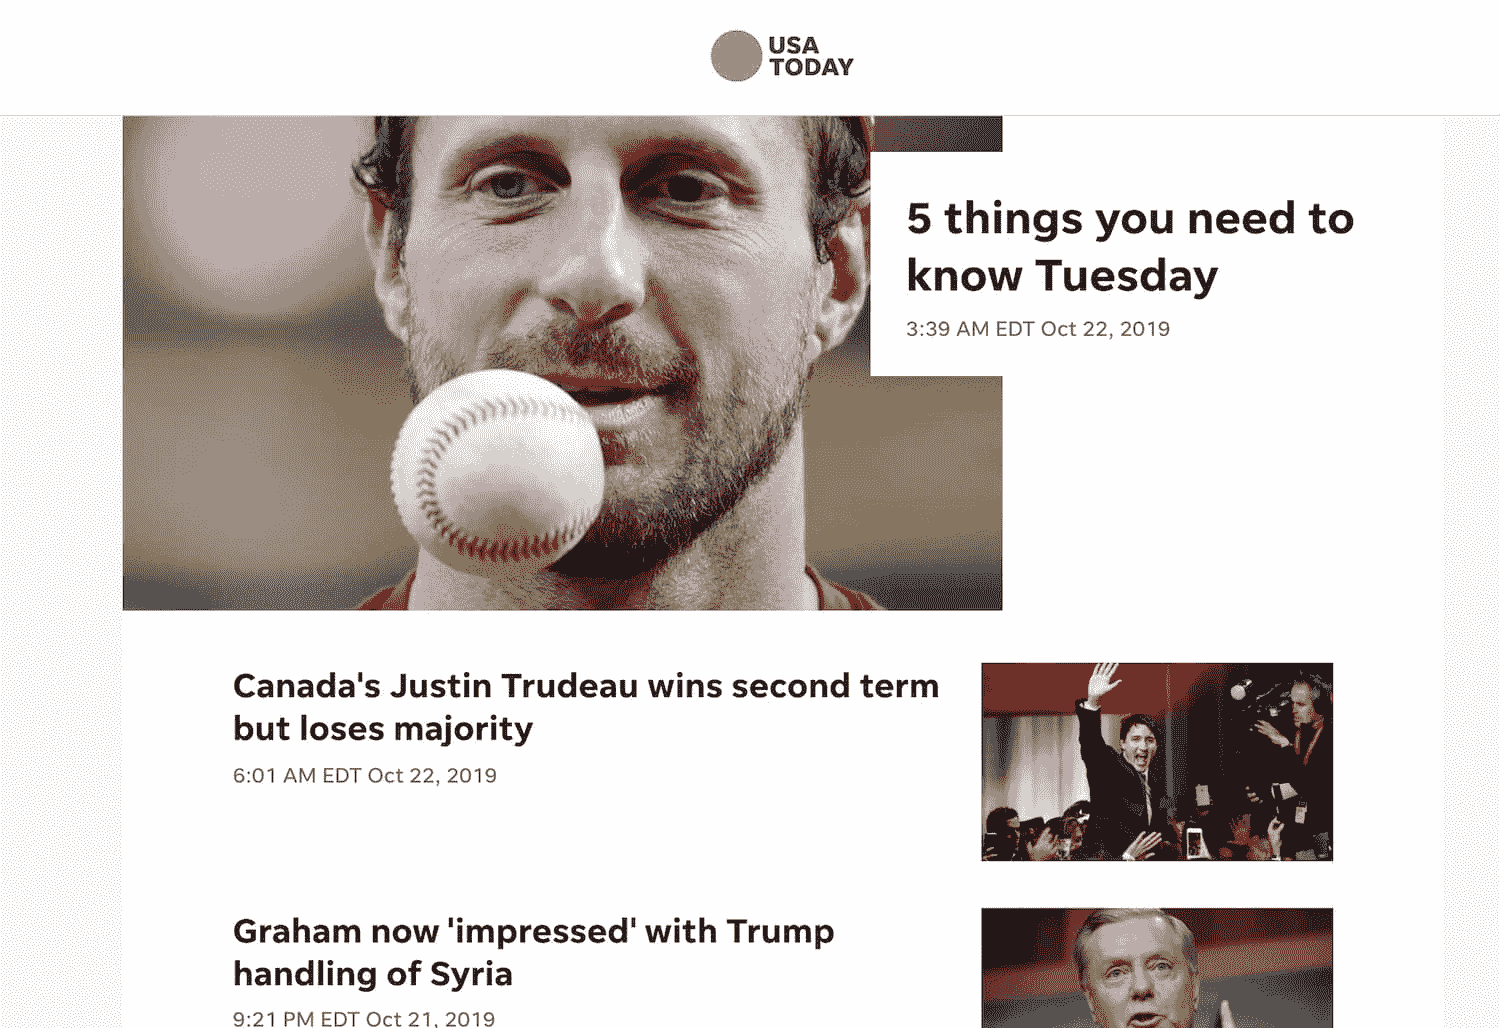 USA
TODAY
5 things you need to
know Tuesday
3:39 AM EDT Oct 22, 2019
Canada's Justin Trudeau wins second term
but loses majority
6:01 AM EDT Oct 22, 2019
Graham now 'impressed' with Trump
handling of Syria
9:21 PM EDT Oct 21, 2019